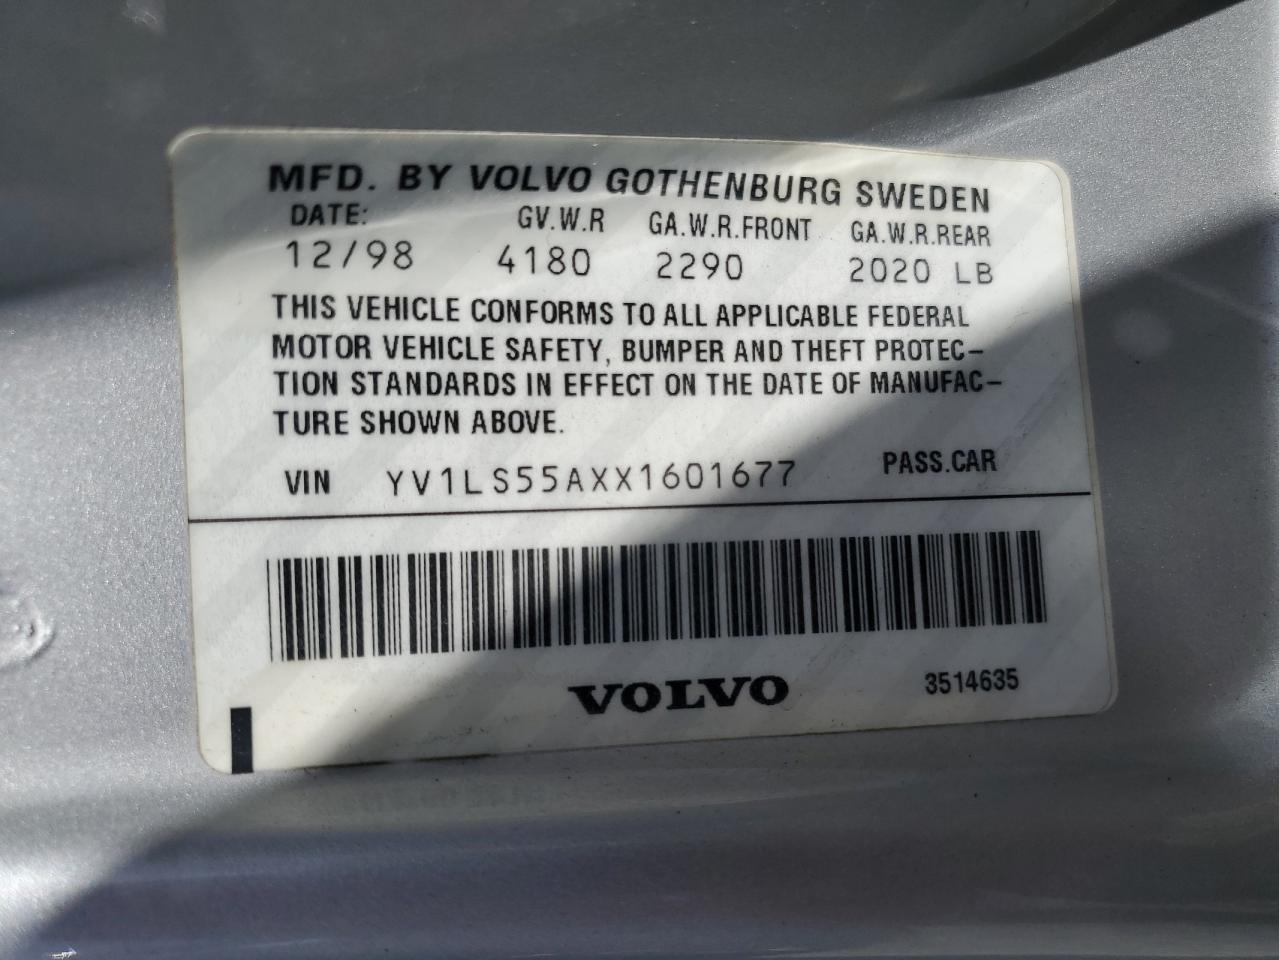 MFD. BY VOLVO GOTHENBURG SWEDEN
DATE: GV.W.R GA.W.R.FRONT GA.W.R.REAR
12/98 4180 2290 2020 LB
THIS VEHICLE CONFORMS TO ALL APPLICABLE FEDERAL
MOTOR VEHICLE SAFETY, BUMPER AND THEFT PROTEC-
TION STANDARDS IN EFFECT ON THE DATE OF MANUFAC-
TURE SHOWN ABOVE.
VIN YV1LS55AXX1601677 PASS.CAR
VOLVO 3514635